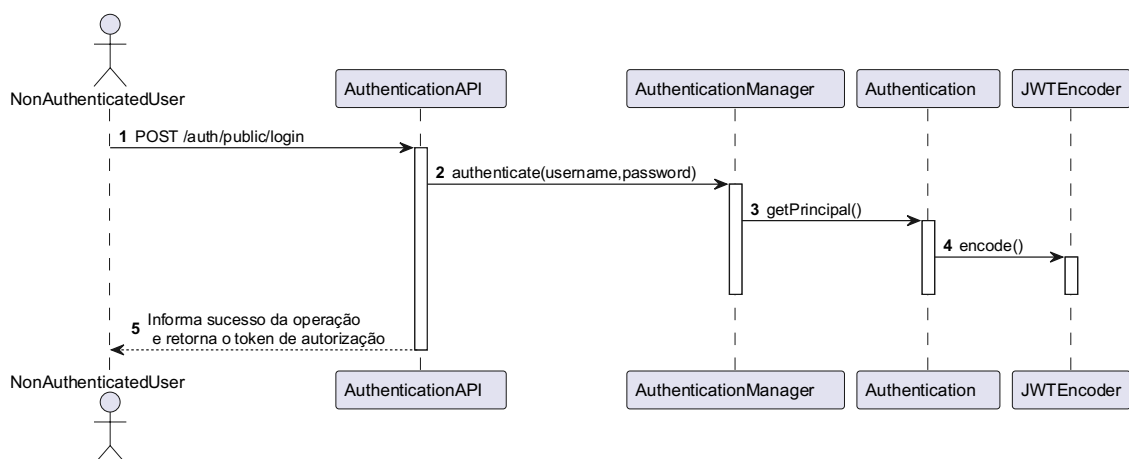 NonAuthenticatedUser
AuthenticationAPI
AuthenticationManager
Authentication
JWTEncoder
1 POST /auth/public/login
2 authenticate(username,password)
3 getPrincipal()
4 encode()
5 Informa sucesso da operação
e retorna o token de autorização
NonAuthenticatedUser
AuthenticationAPI
AuthenticationManager
Authentication
JWTEncoder